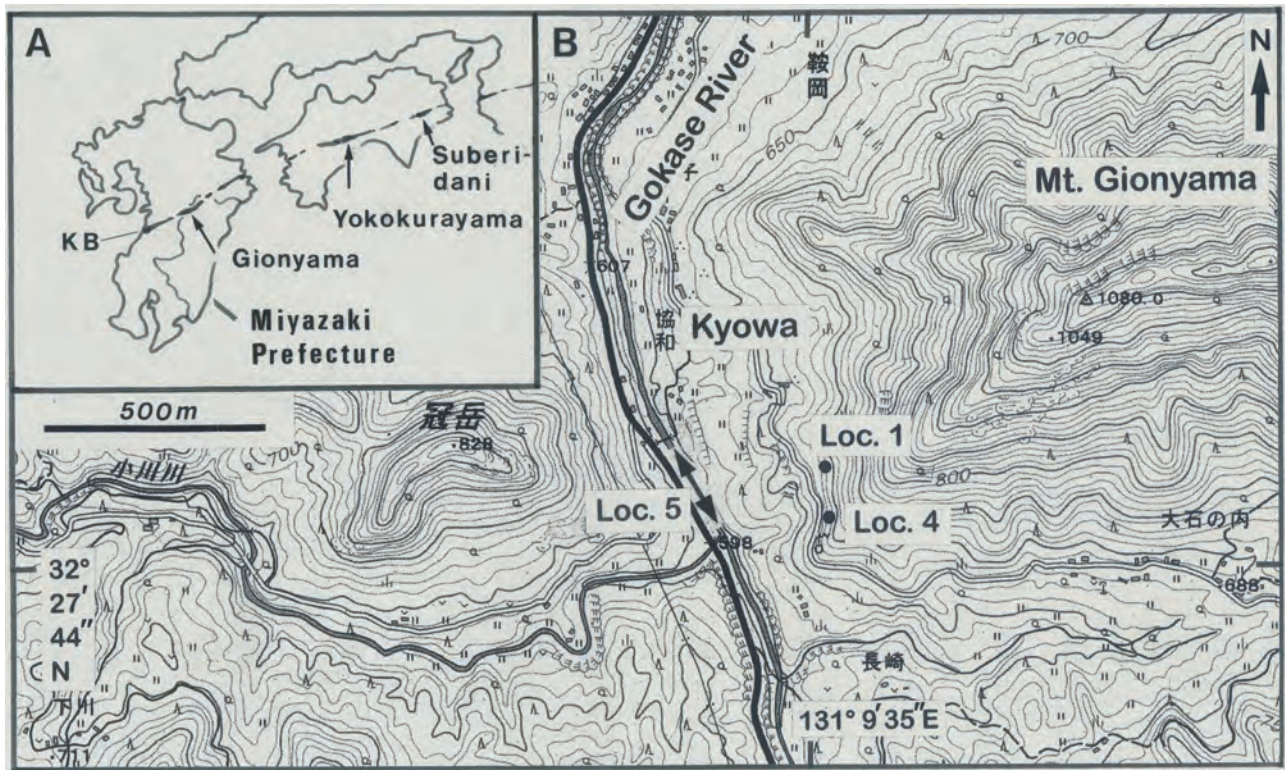 A
Suberi-
dani
Yokokurayama
KB
Gionyama
Miyazaki
Prefecture
B
N
鞍岡
700
650
Gokase River
Mt. Gionyama
607
1080.0
1049
協和
Kyowa
500m
冠岳
828
700
小川川
Loc. 1
800
Loc. 5
Loc. 4
大石の内
598
688
32°
27′
44″
N
長崎
131° 9′35″E
711